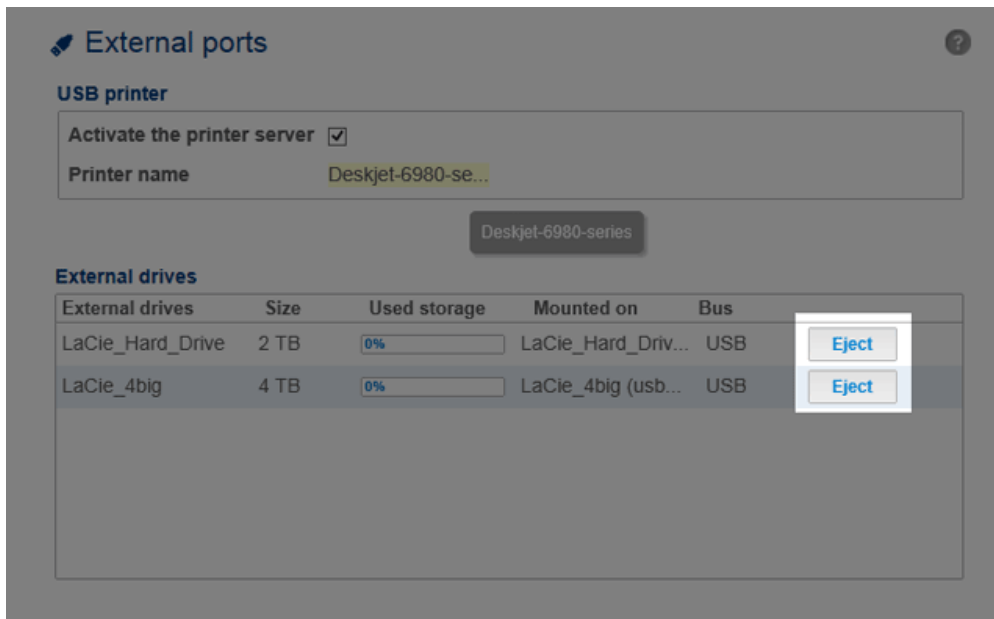 External ports
?
USB printer
Activate the printer server
Printer name Deskjet-6980-se...
Deskjet-6980-series
External drives
External drives Size Used storage Mounted on Bus
LaCie_Hard_Drive 2 TB 0% LaCie_Hard_Driv... USB Eject
LaCie_4big 4 TB 0% LaCie_4big (usb... USB Eject